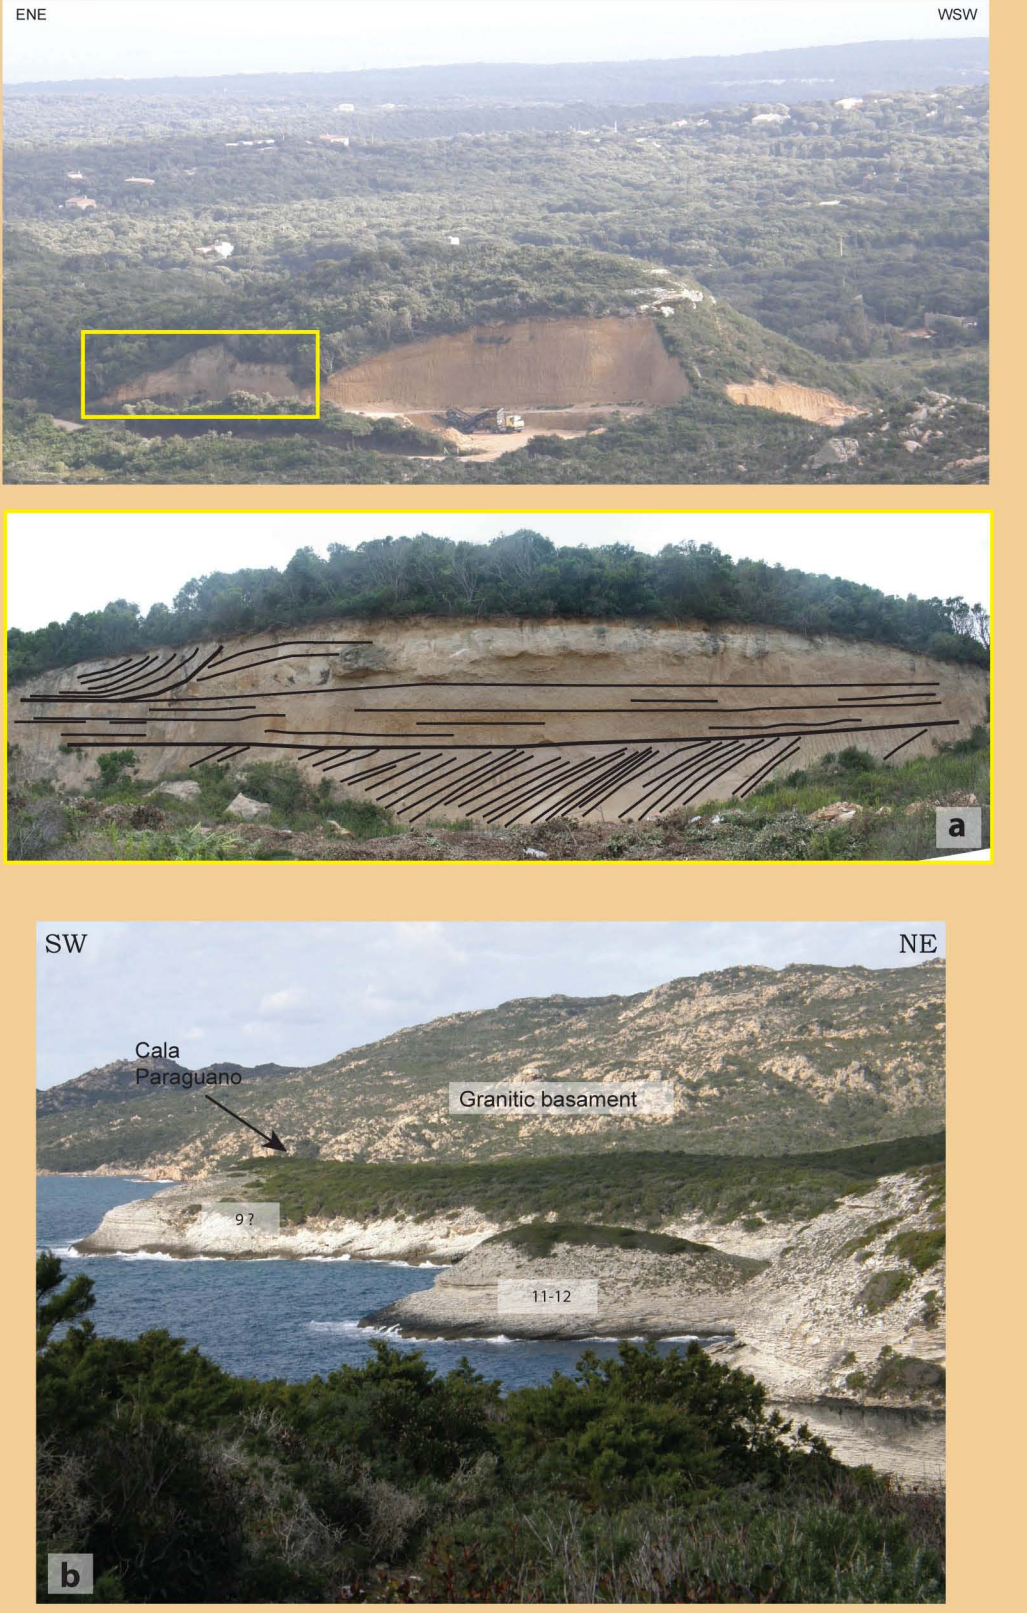 ENE
WSW
a
SW
NE
Cala
Paraguano
Granitic basament
9 ?
11-12
b